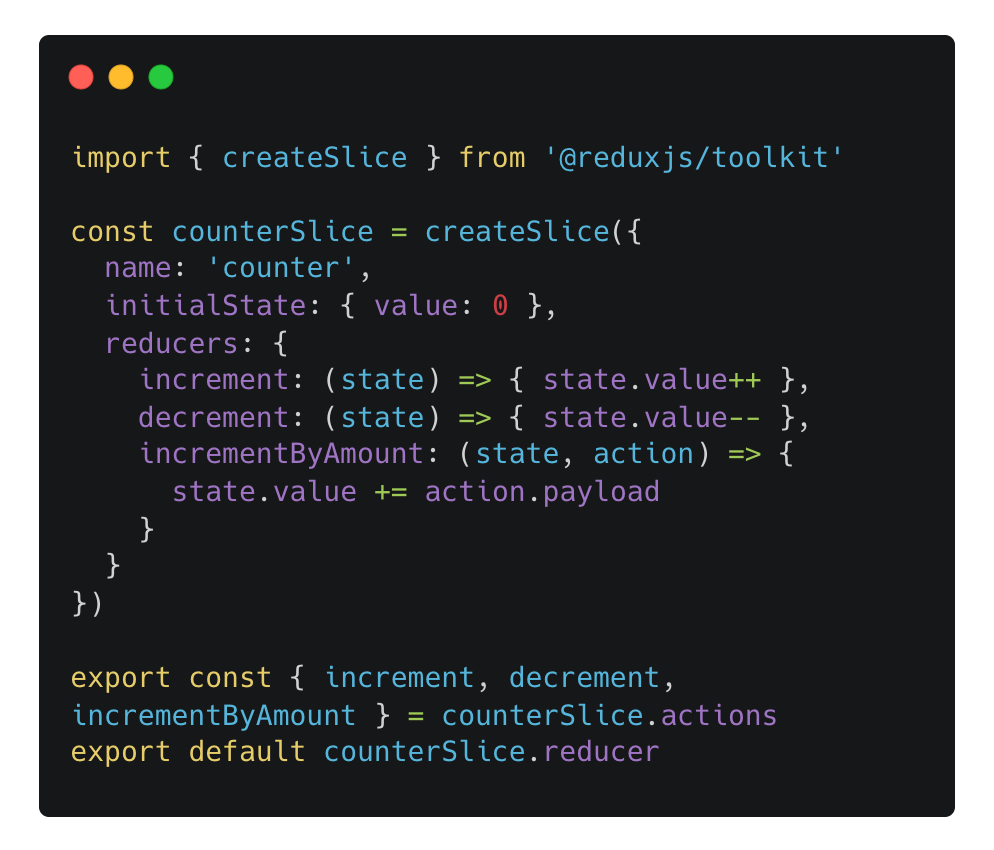 import { createSlice } from '@reduxjs/toolkit'

const counterSlice = createSlice({
  name: 'counter',
  initialState: { value: 0 },
  reducers: {
    increment: (state) => { state.value++ },
    decrement: (state) => { state.value-- },
    incrementByAmount: (state, action) => {
      state.value += action.payload
    }
  }
})

export const { increment, decrement,
incrementByAmount } = counterSlice.actions
export default counterSlice.reducer